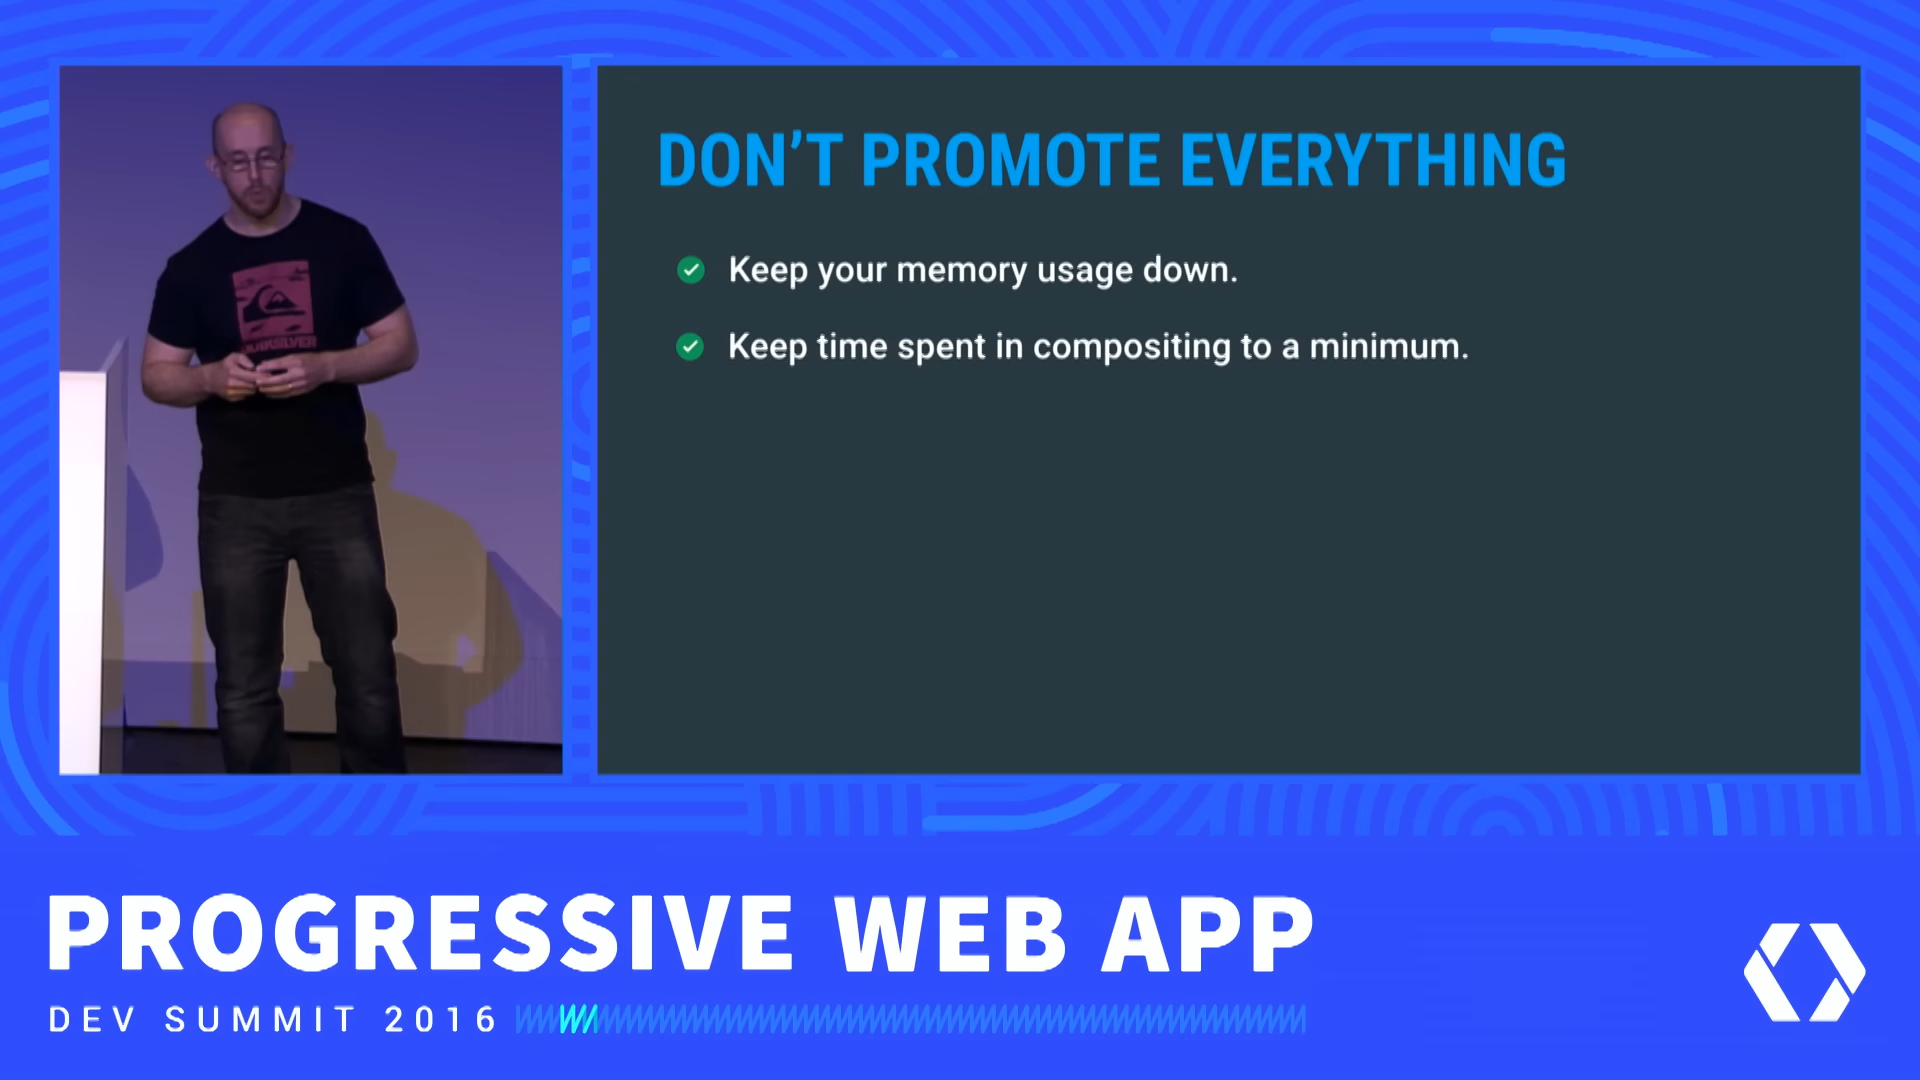 DON'T PROMOTE EVERYTHING
Keep your memory usage down.
Keep time spent in compositing to a minimum.
QUIKSILVER
PROGRESSIVE WEB APP
DEV SUMMIT 2016